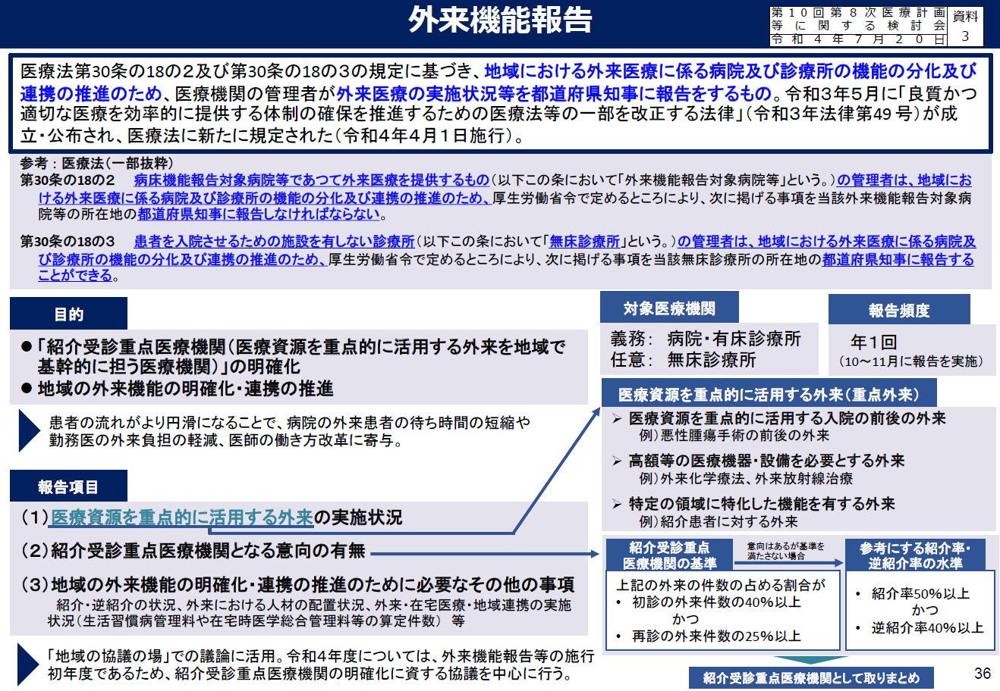 外来機能報告
第10回第8次医療計画
等に関する検討会
令和4年7月20日
資料
3
医療法第30条の18の2及び第30条の18の3の規定に基づき、地域における外来医療に係る病院及び診療所の機能の分化及び
連携の推進のため、医療機関の管理者が外来医療の実施状況等を都道府県知事に報告をするもの。令和3年5月に「良質かつ
適切な医療を効率的に提供する体制の確保を推進するための医療法等の一部を改正する法律」(令和3年法律第49号)が成
立・公布され、医療法に新たに規定された(令和4年4月1日施行)。
参考:医療法(一部抜粋)
第30条の18の2 病床機能報告対象病院等であつて外来医療を提供するもの(以下この条において「外来機能報告対象病院等」という。)の管理者は、地域にお
ける外来医療に係る病院及び診療所の機能の分化及び連携の推進のため、厚生労働省令で定めるところにより、次に掲げる事項を当該外来機能報告対象病
院等の所在地の都道府県知事に報告しなければならない。
第30条の18の3 患者を入院させるための施設を有しない診療所(以下この条において「無床診療所」という。)の管理者は、地域における外来医療に係る病院及
び診療所の機能の分化及び連携の推進のため、厚生労働省令で定めるところにより、次に掲げる事項を当該無床診療所の所在地の都道府県知事に報告する
ことができる。
目的
●「紹介受診重点医療機関(医療資源を重点的に活用する外来を地域で
基幹的に担う医療機関)」の明確化
●地域の外来機能の明確化・連携の推進
患者の流れがより円滑になることで、病院の外来患者の待ち時間の短縮や
勤務医の外来負担の軽減、医師の働き方改革に寄与。
報告項目
(1)医療資源を重点的に活用する外来の実施状況
(2)紹介受診重点医療機関となる意向の有無
(3)地域の外来機能の明確化・連携の推進のために必要なその他の事項
紹介・逆紹介の状況、外来における人材の配置状況、外来・在宅医療・地域連携の実施
状況(生活習慣病管理料や在宅時医学総合管理料等の算定件数) 等
「地域の協議の場」での議論に活用。令和4年度については、外来機能報告等の施行
初年度であるため、紹介受診重点医療機関の明確化に資する協議を中心に行う。
対象医療機関
義務: 病院・有床診療所
任意: 無床診療所
報告頻度
年1回
(10～11月に報告を実施)
医療資源を重点的に活用する外来(重点外来)
➢ 医療資源を重点的に活用する入院の前後の外来
例)悪性腫瘍手術の前後の外来
➢ 高額等の医療機器・設備を必要とする外来
例)外来化学療法、外来放射線治療
➢ 特定の領域に特化した機能を有する外来
例)紹介患者に対する外来
紹介受診重点
医療機関の基準
上記の外来の件数の占める割合が
・ 初診の外来件数の40%以上
かつ
・ 再診の外来件数の25%以上
意向はあるが基準を
満たさない場合
参考にする紹介率・
逆紹介率の水準
・ 紹介率50%以上
かつ
・ 逆紹介率40%以上
紹介受診重点医療機関として取りまとめ
36